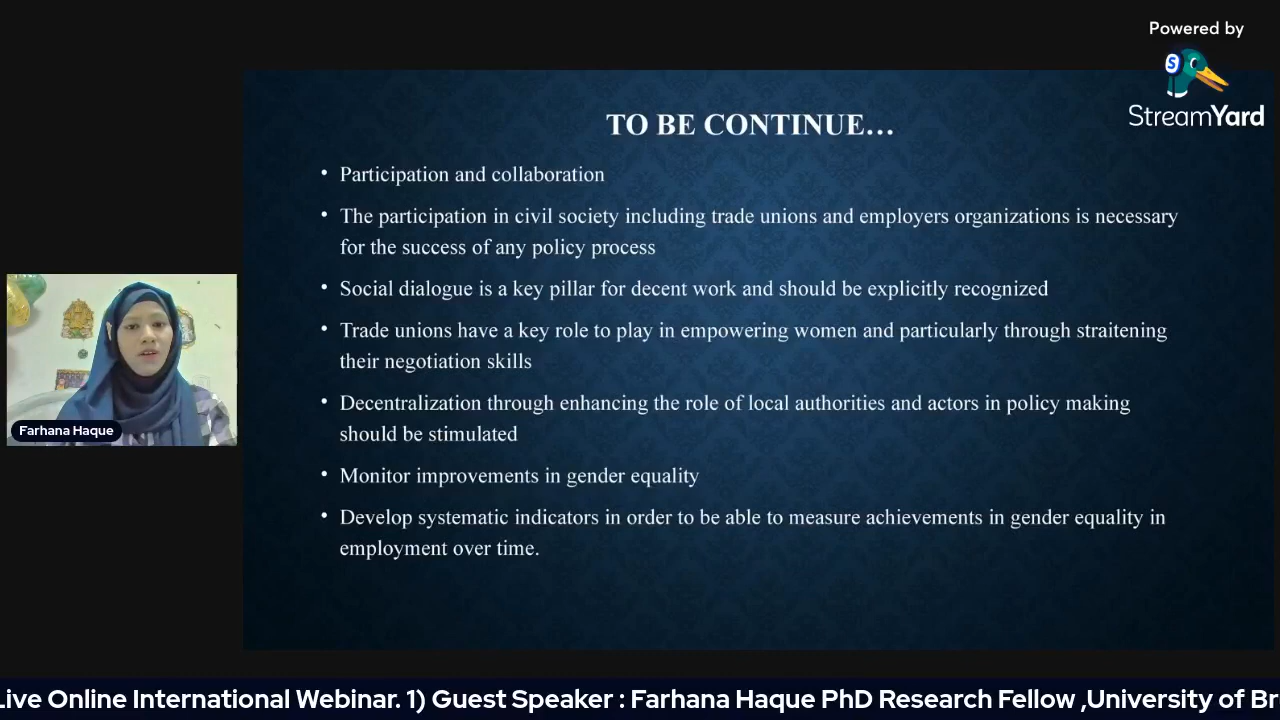 Powered by
StreamYard
TO BE CONTINUE...
• Participation and collaboration
• The participation in civil society including trade unions and employers organizations is necessary
for the success of any policy process
• Social dialogue is a key pillar for decent work and should be explicitly recognized
• Trade unions have a key role to play in empowering women and particularly through straitening
their negotiation skills
• Decentralization through enhancing the role of local authorities and actors in policy making
should be stimulated
• Monitor improvements in gender equality
• Develop systematic indicators in order to be able to measure achievements in gender equality in
employment over time.
Farhana Haque
Live Online International Webinar. 1) Guest Speaker : Farhana Haque PhD Research Fellow ,University of Br